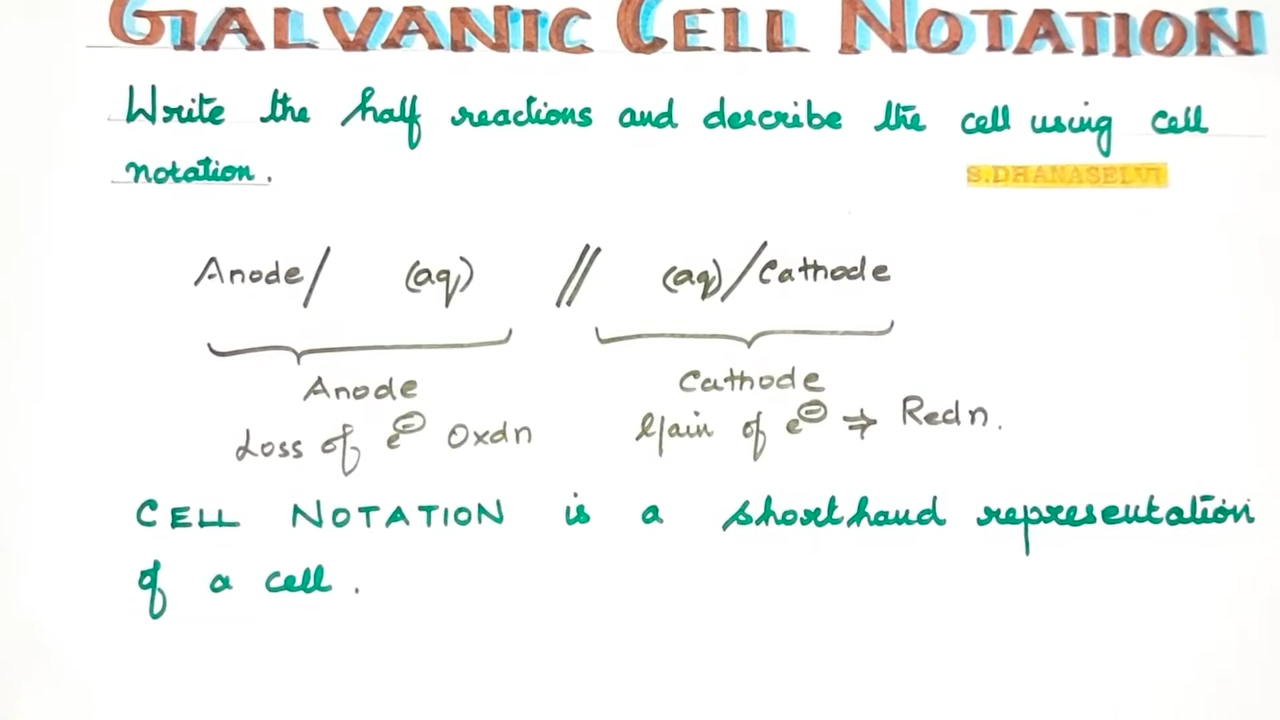 GALVANIC CELL NOTATION
Write the half reactions and describe the cell using cell
notation.
S.DHANASELVI
Anode/ (aq) // (aq)/Cathode
Anode Cathode
Loss of e⊖ Oxdn Gain of e⊖ ⇒ Redn.
CELL NOTATION is a shorthand representation
of a cell.